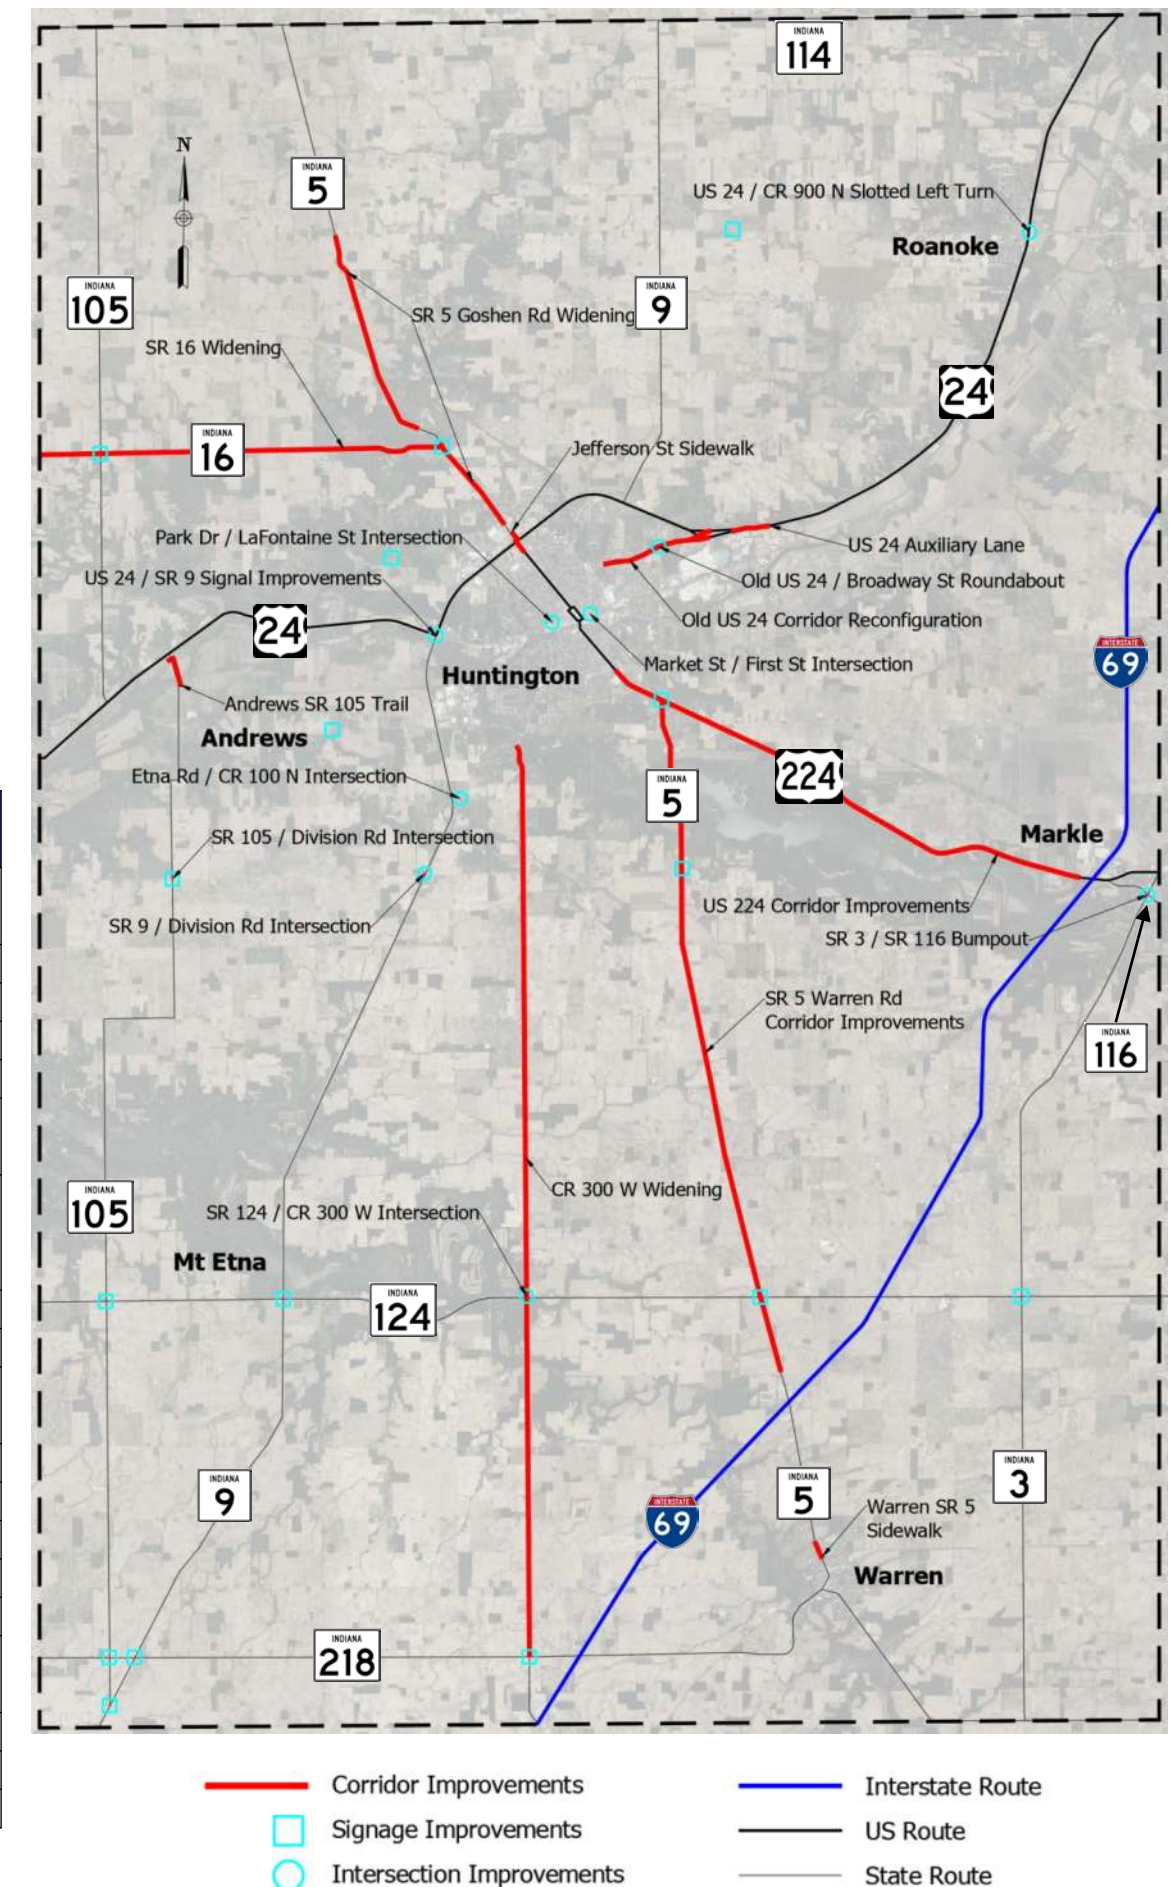 INDIANA
114
N
INDIANA
5
US 24 / CR 900 N Slotted Left Turn
Roanoke
INDIANA
105
INDIANA
9
SR 5 Goshen Rd Widening
SR 16 Widening
24
INDIANA
16
Jefferson St Sidewalk
Park Dr / LaFontaine St Intersection
US 24 Auxiliary Lane
US 24 / SR 9 Signal Improvements
Old US 24 / Broadway St Roundabout
24
Old US 24 Corridor Reconfiguration
Market St / First St Intersection
INTERSTATE
69
Huntington
Andrews SR 105 Trail
Andrews
Etna Rd / CR 100 N Intersection
224
INDIANA
5
SR 105 / Division Rd Intersection
Markle
US 224 Corridor Improvements
SR 9 / Division Rd Intersection
SR 3 / SR 116 Bumpout
SR 5 Warren Rd
Corridor Improvements
INDIANA
116
CR 300 W Widening
INDIANA
105
SR 124 / CR 300 W Intersection
Mt Etna
INDIANA
124
INDIANA
9
INDIANA
5
INDIANA
3
INTERSTATE
69
Warren SR 5
Sidewalk
Warren
INDIANA
218
Corridor Improvements
Interstate Route
Signage Improvements
US Route
Intersection Improvements
State Route